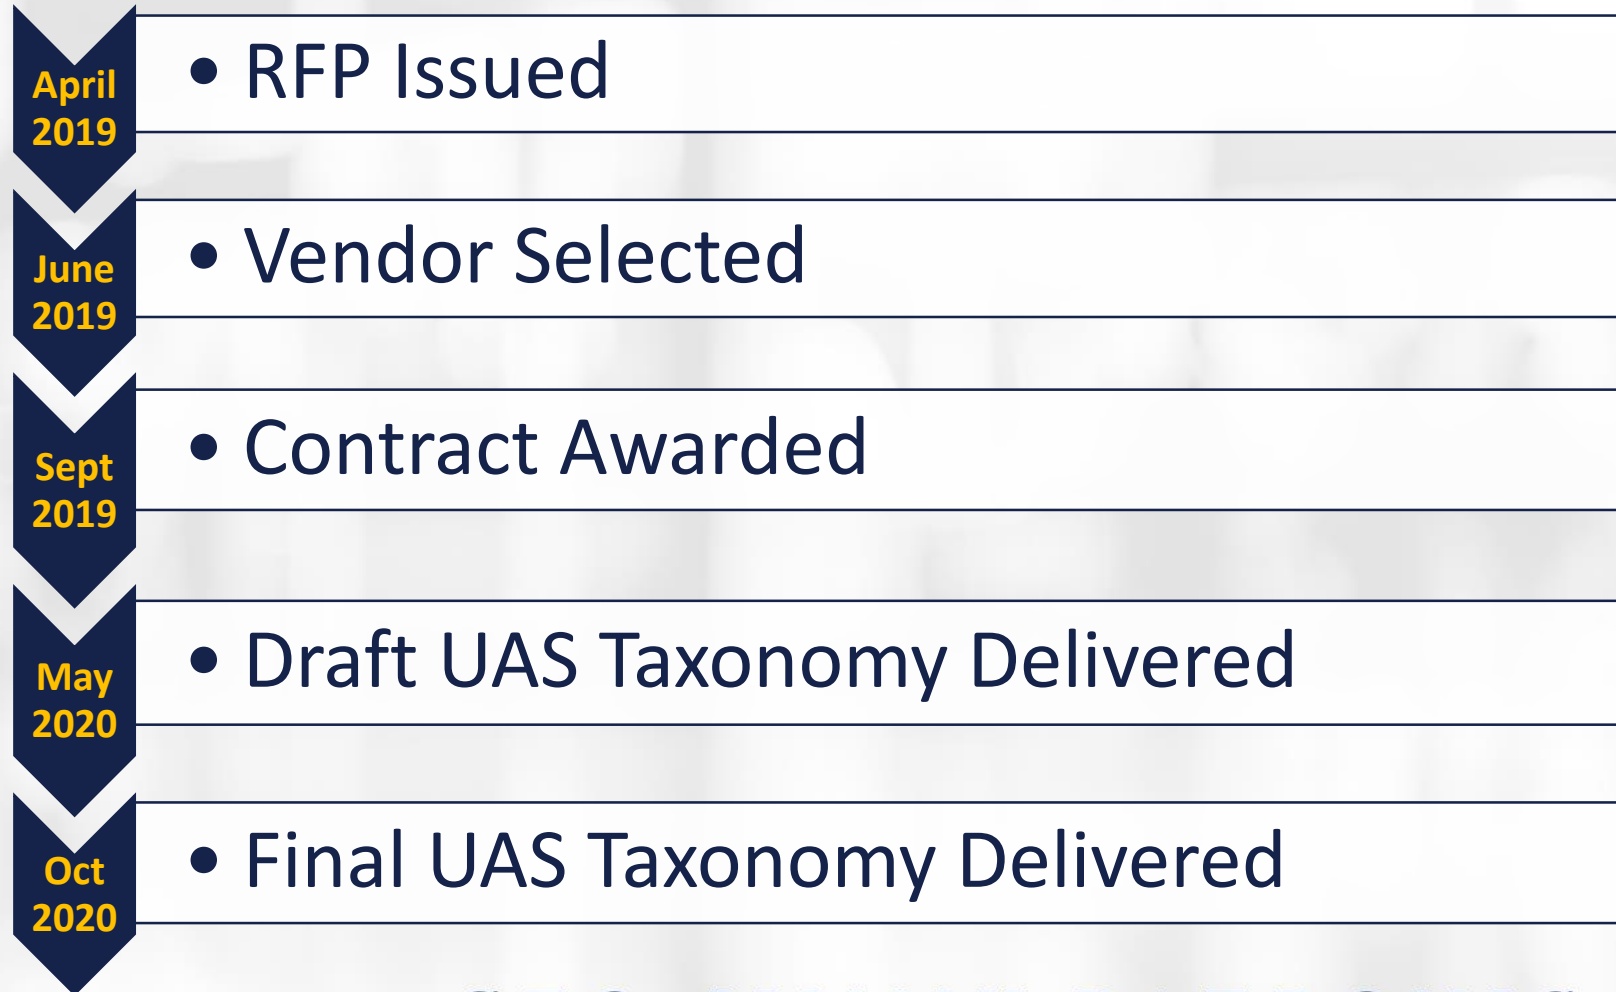 April
2019
• RFP Issued
June
2019
• Vendor Selected
Sept
2019
• Contract Awarded
May
2020
• Draft UAS Taxonomy Delivered
Oct
2020
• Final UAS Taxonomy Delivered